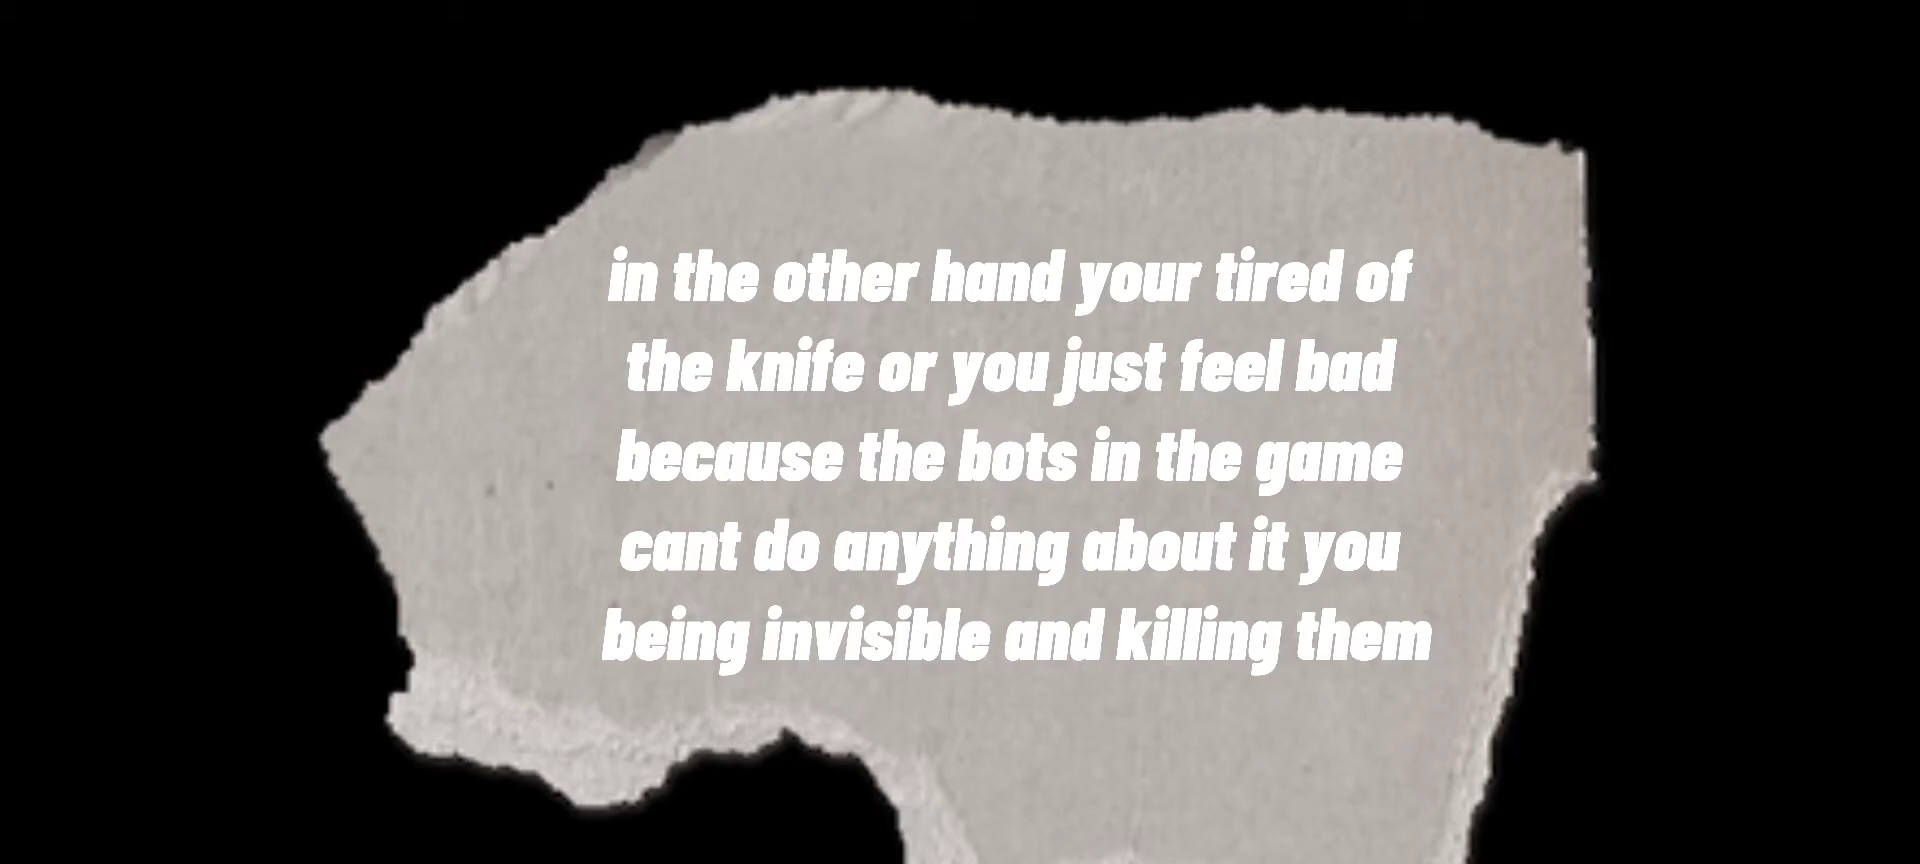 in the other hand your tired of
the knife or you just feel bad
because the bots in the game
cant do anything about it you
being invisible and killing them